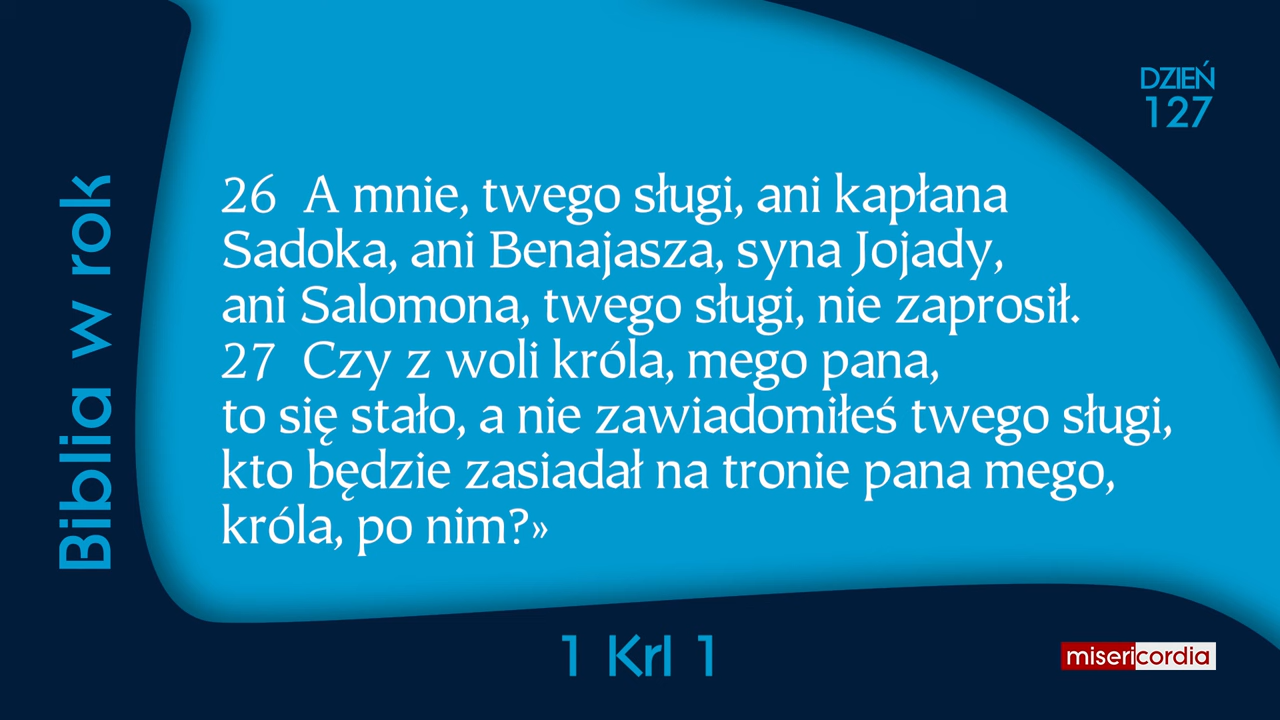 DZIEŃ
127
Biblia w rok
26 A mnie, twego sługi, ani kapłana
Sadoka, ani Benajasza, syna Jojady,
ani Salomona, twego sługi, nie zaprosił.
27 Czy z woli króla, mego pana,
to się stało, a nie zawiadomiłeś twego sługi,
kto będzie zasiadał na tronie pana mego,
króla, po nim?»
1 Krl 1
misericordia